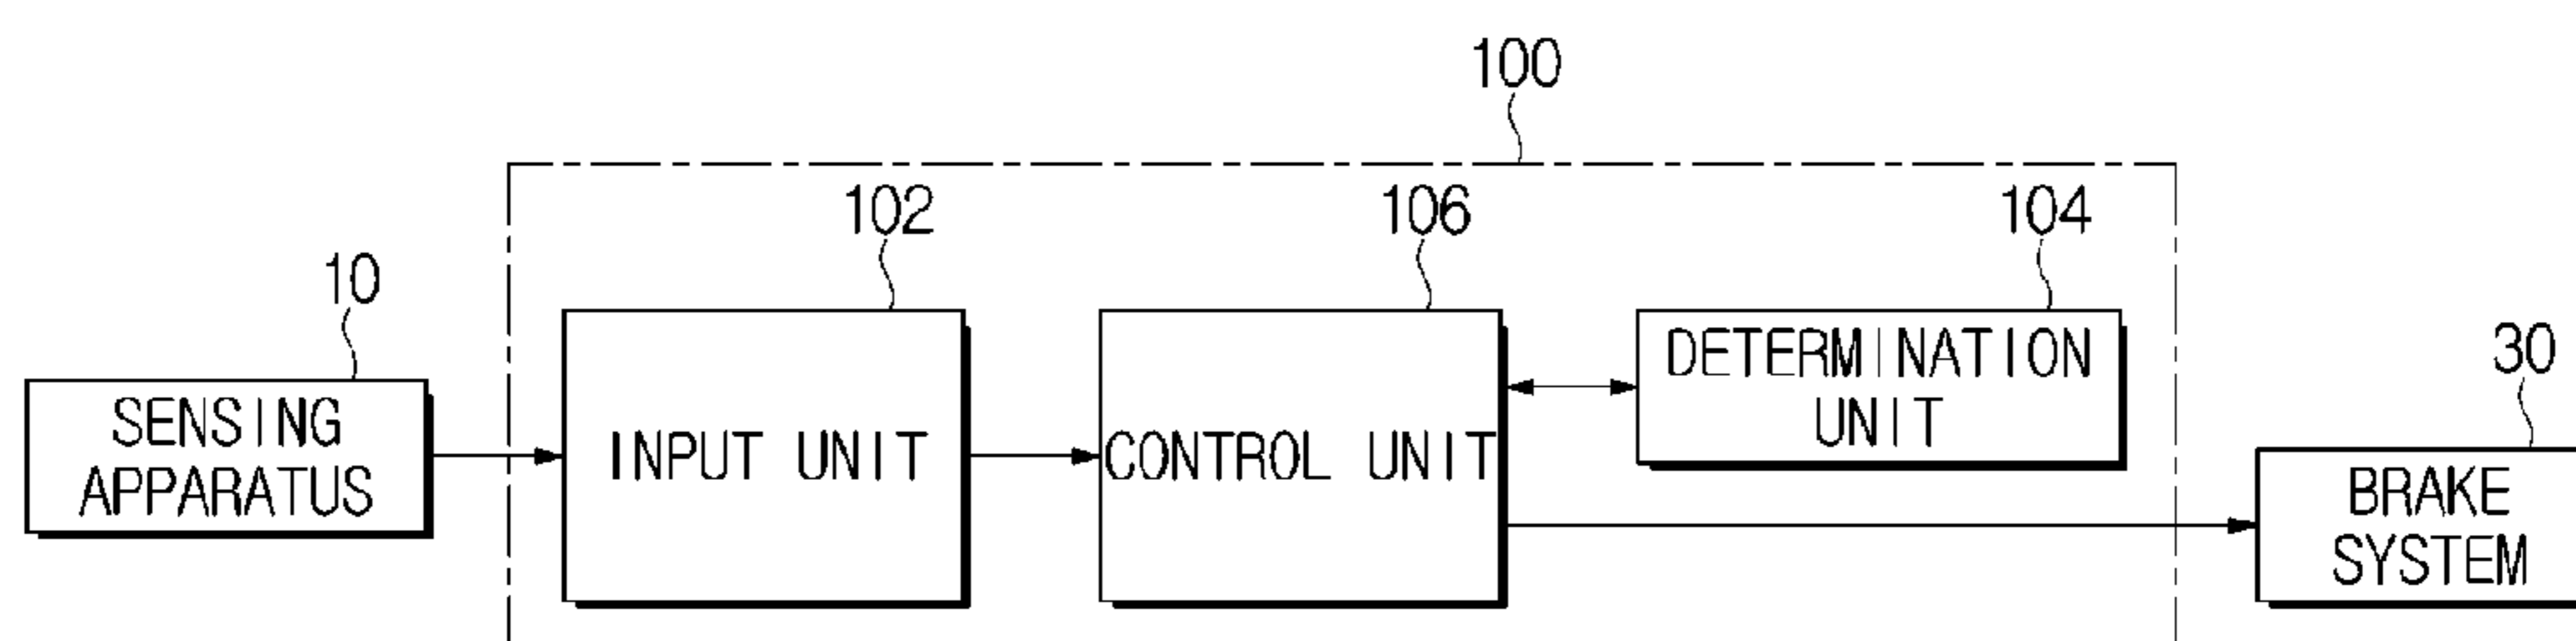 100
102
106
104
10
30
SENSING
APPARATUS
INPUT UNIT
CONTROL UNIT
DETERMINATION
UNIT
BRAKE
SYSTEM